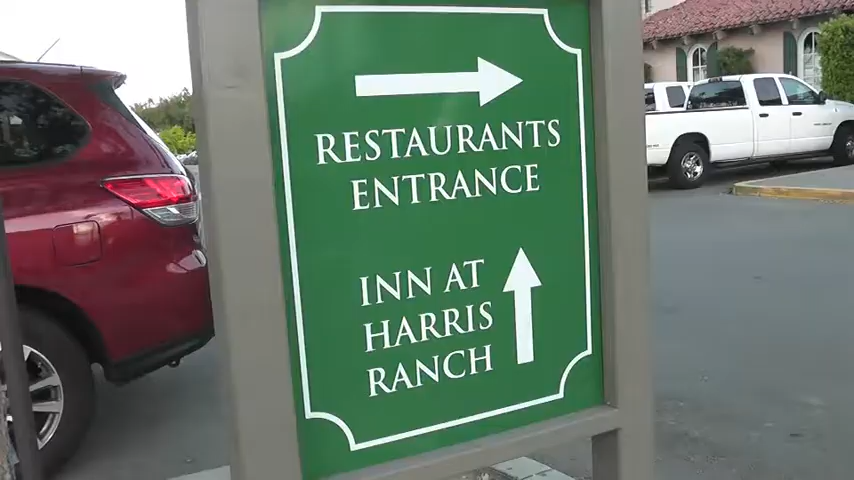 RESTAURANTS
ENTRANCE
INN AT
HARRIS
RANCH